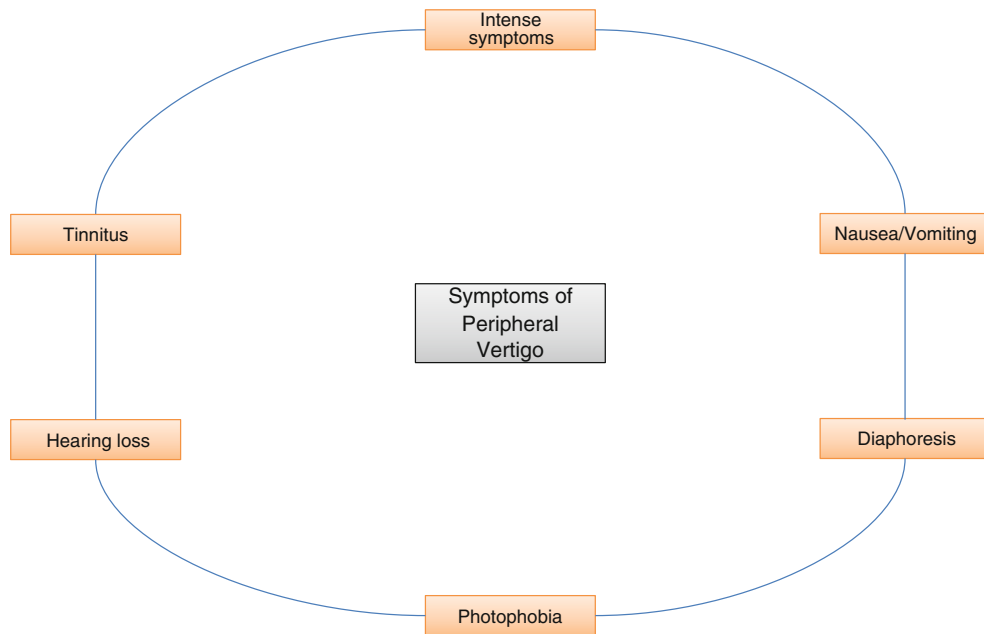 Intense
symptoms
Tinnitus
Nausea/Vomiting
Symptoms of
Peripheral
Vertigo
Hearing loss
Diaphoresis
Photophobia